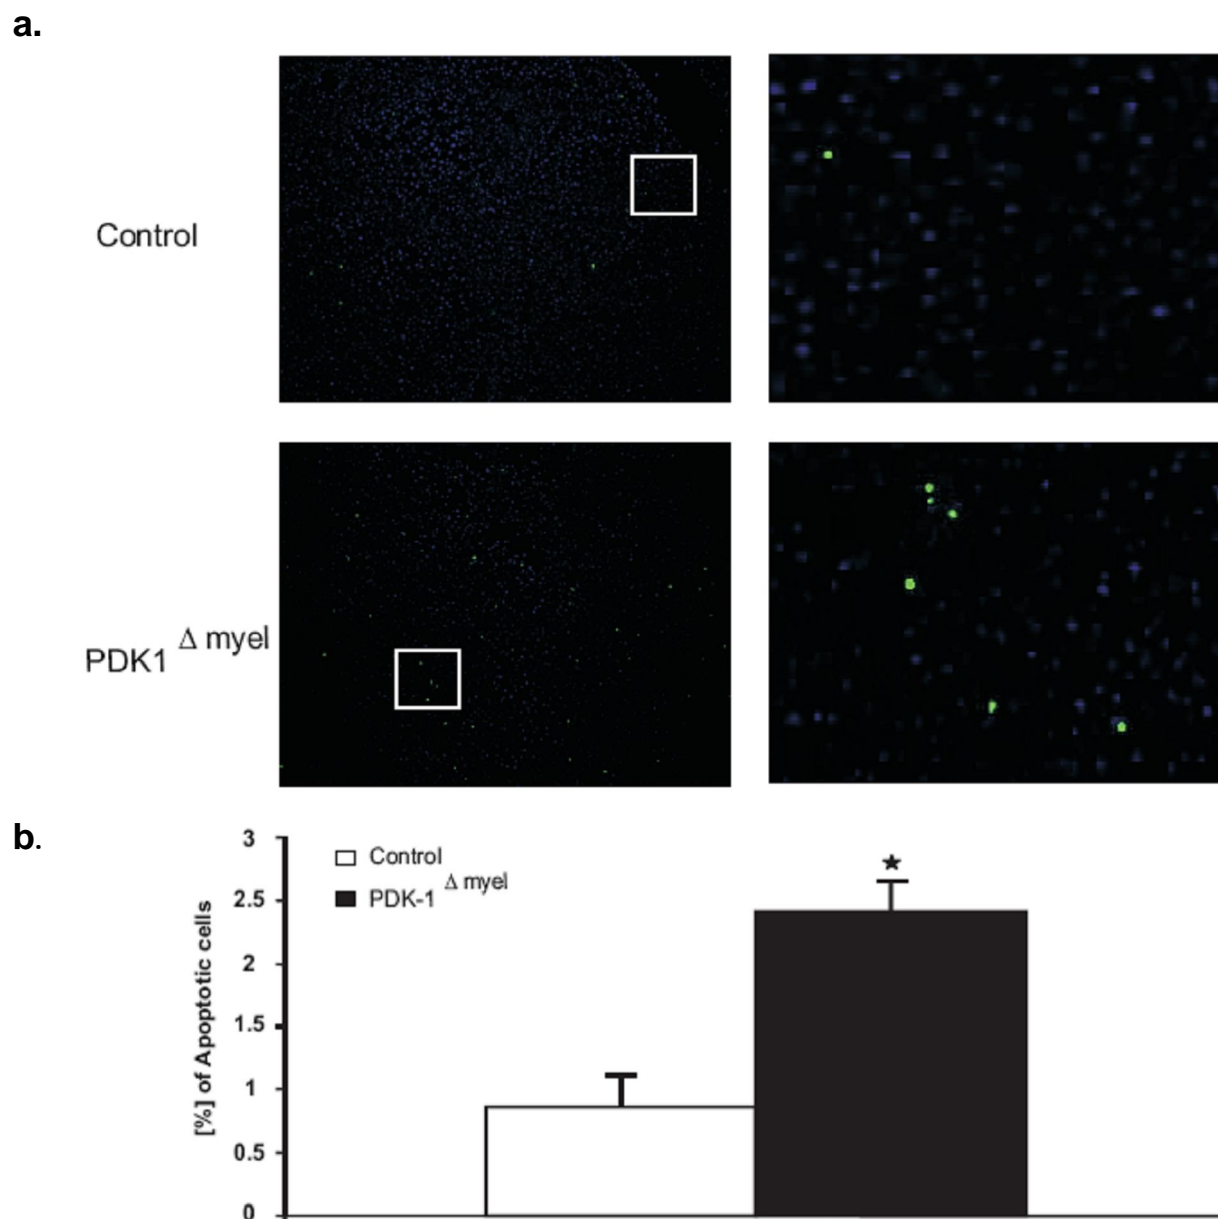 a.
Control
PDK1 Δ myel
b.
3
2.5
2
1.5
1
0.5
0
[%] of Apoptotic cells
Control
PDK-1 Δ myel
★